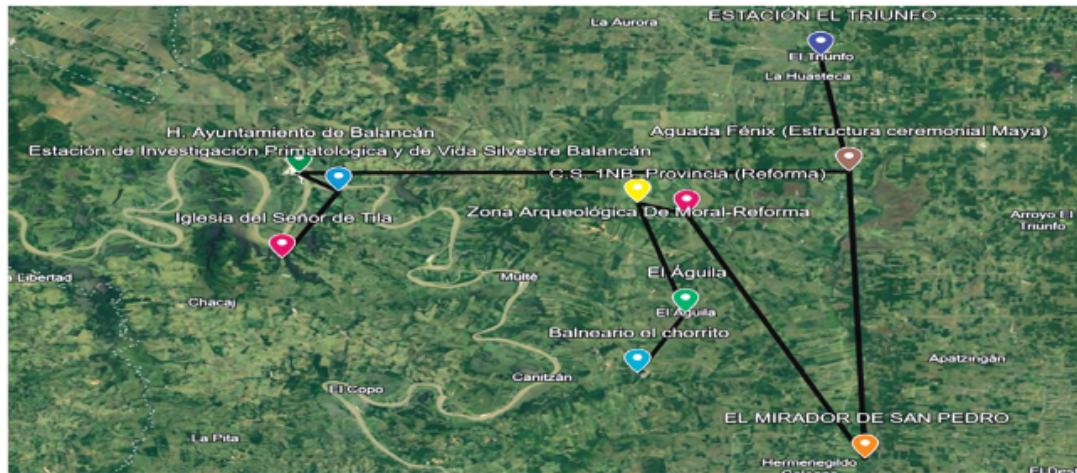 La Aurora
ESTACIÓN EL TRIUNFO
El Triunfo
La Huasteca
H. Ayuntamiento de Balancán
Aguada Fénix (Estructura ceremonial Maya)
Estación de Investigación Primatologica y de Vida Silvestre Balancán
C.S. 1NB. Provincia (Reforma)
Iglesia del Señor de Tila
Zona Arqueológica De Moral-Reforma
Arroyo El
Triunfo
a Libertad
Multé
El Águila
Chacaj
El Águila
Balneario el chorrito
Apatzingán
Canitzán
El Copo
EL MIRADOR DE SAN PEDRO
La Pita
Hermenegildo